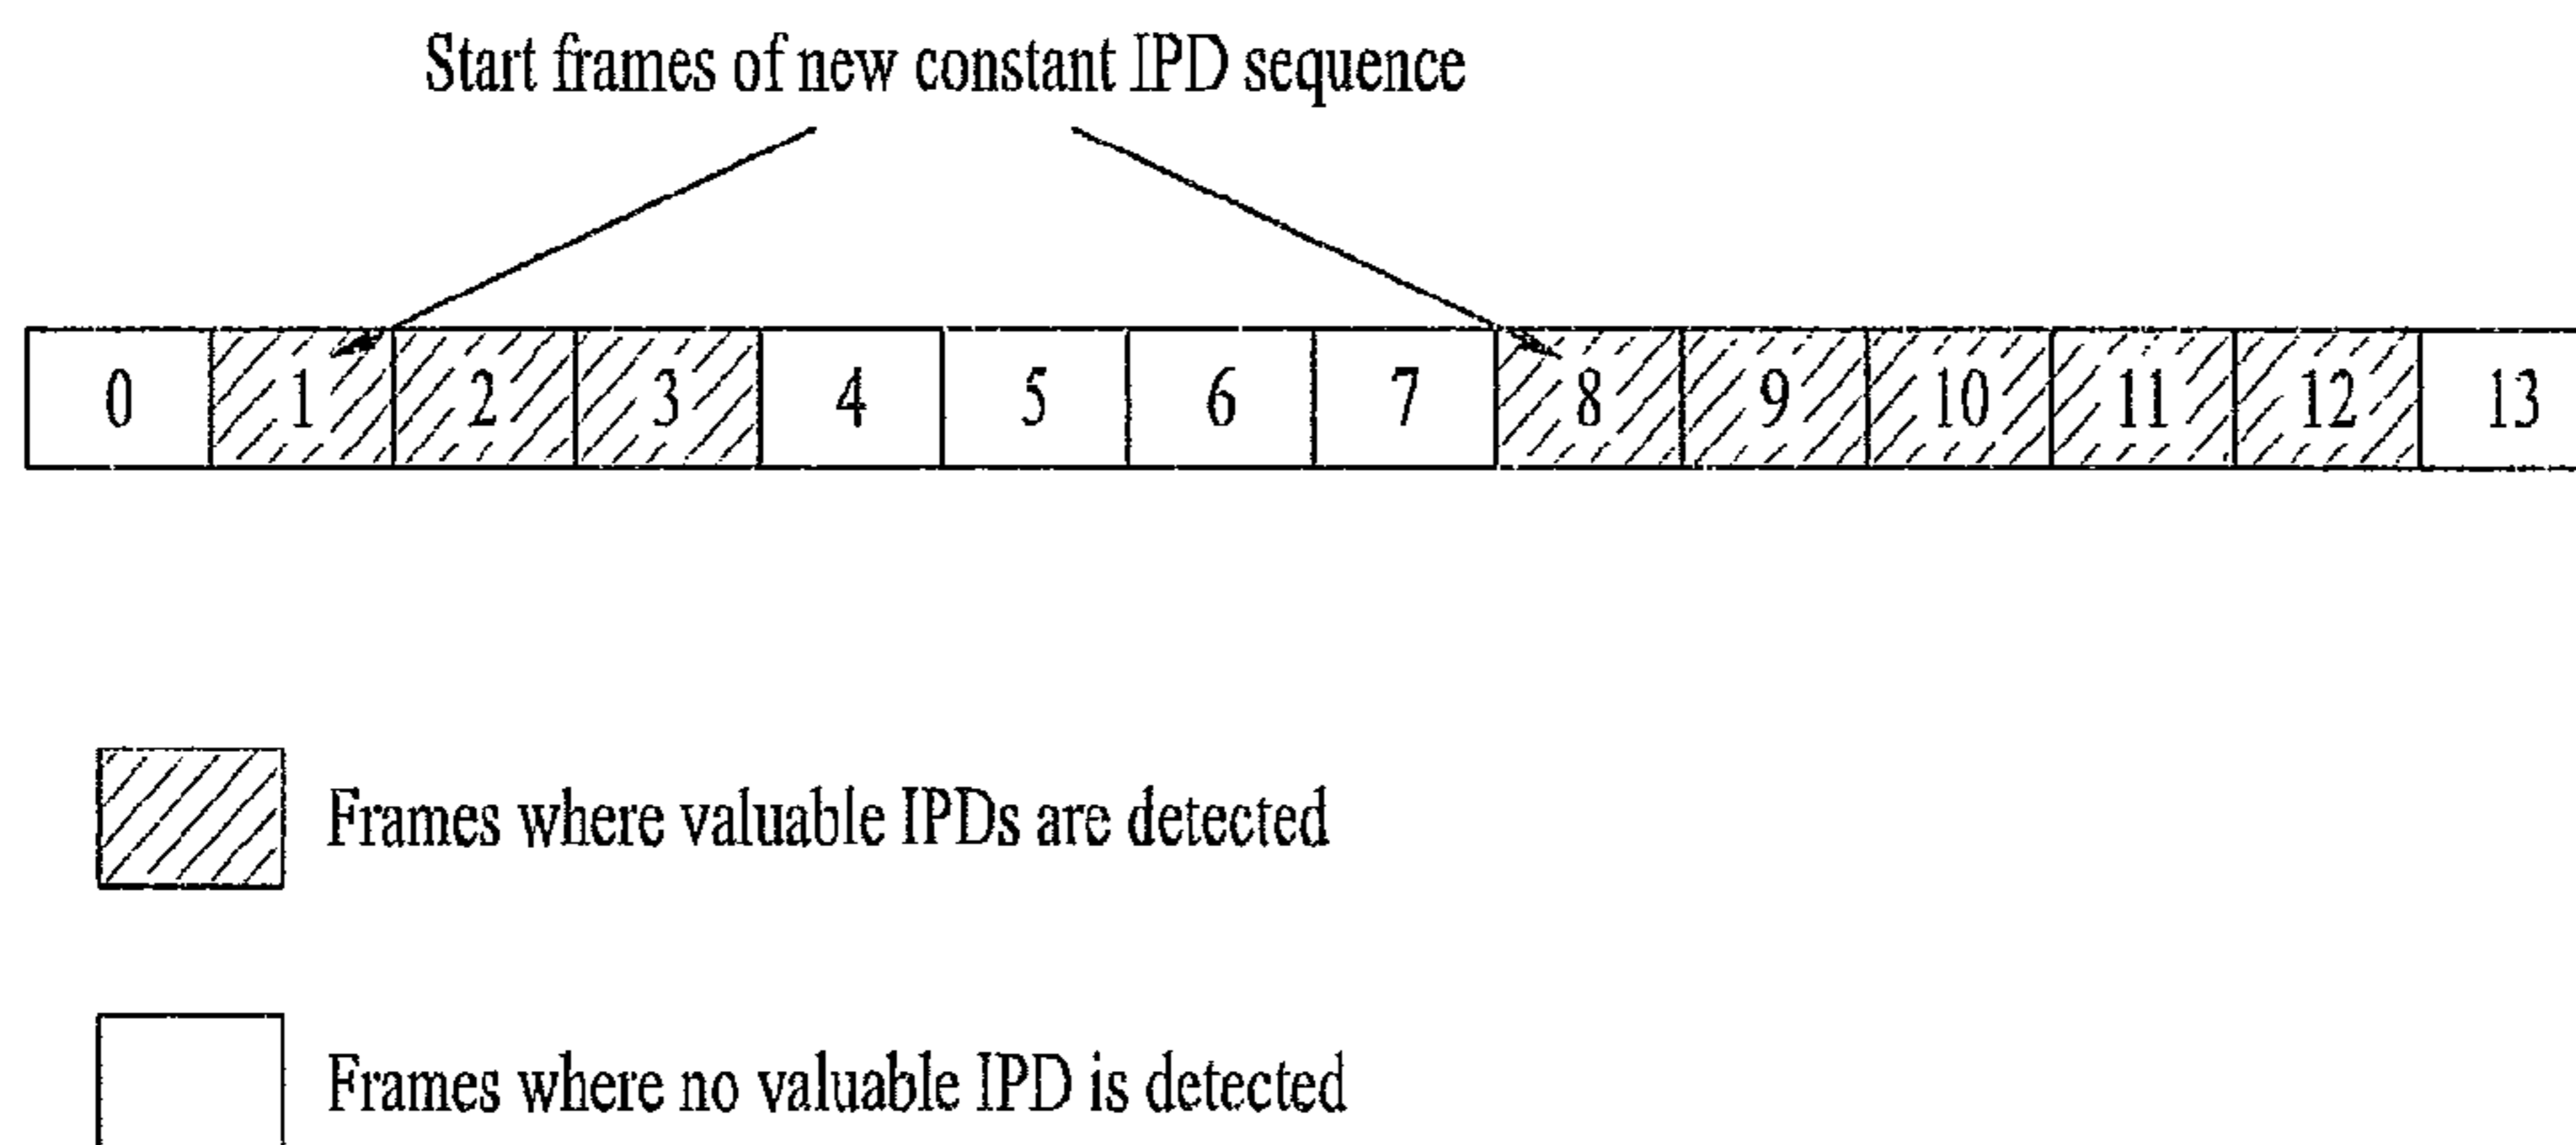 Start frames of new constant IPD sequence
0 1 2 3 4 5 6 7 8 9 10 11 12 13
Frames where valuable IPDs are detected
Frames where no valuable IPD is detected